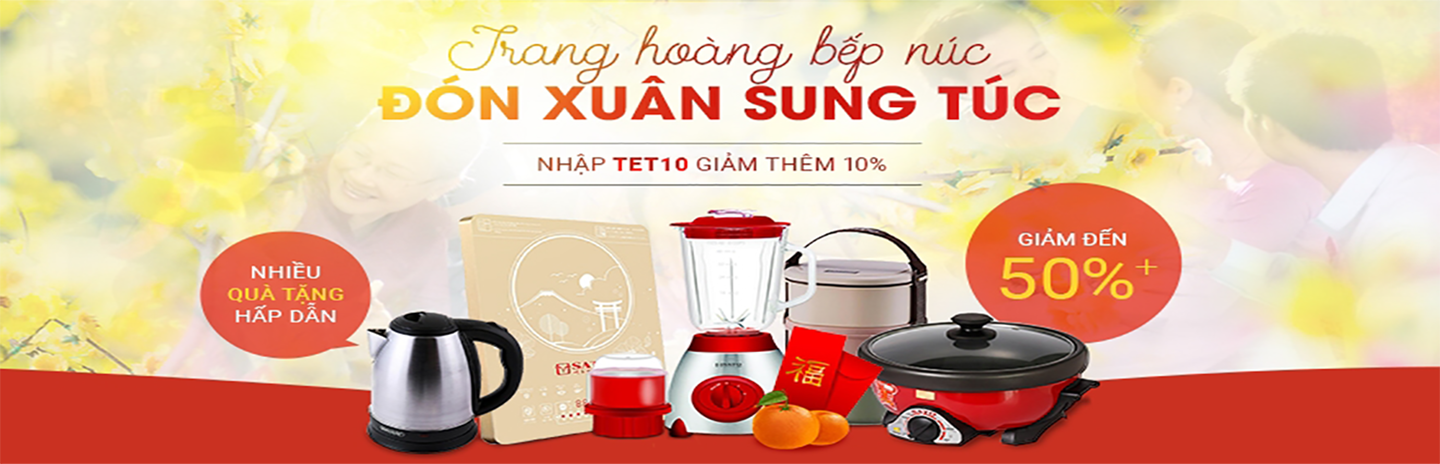 Trang hoàng bếp núc
ĐÓN XUÂN SUNG TÚC
NHẬP TET10 GIẢM THÊM 10%
NHIỀU
QUÀ TẶNG
HẤP DẪN
GIẢM ĐẾN
50%+
福